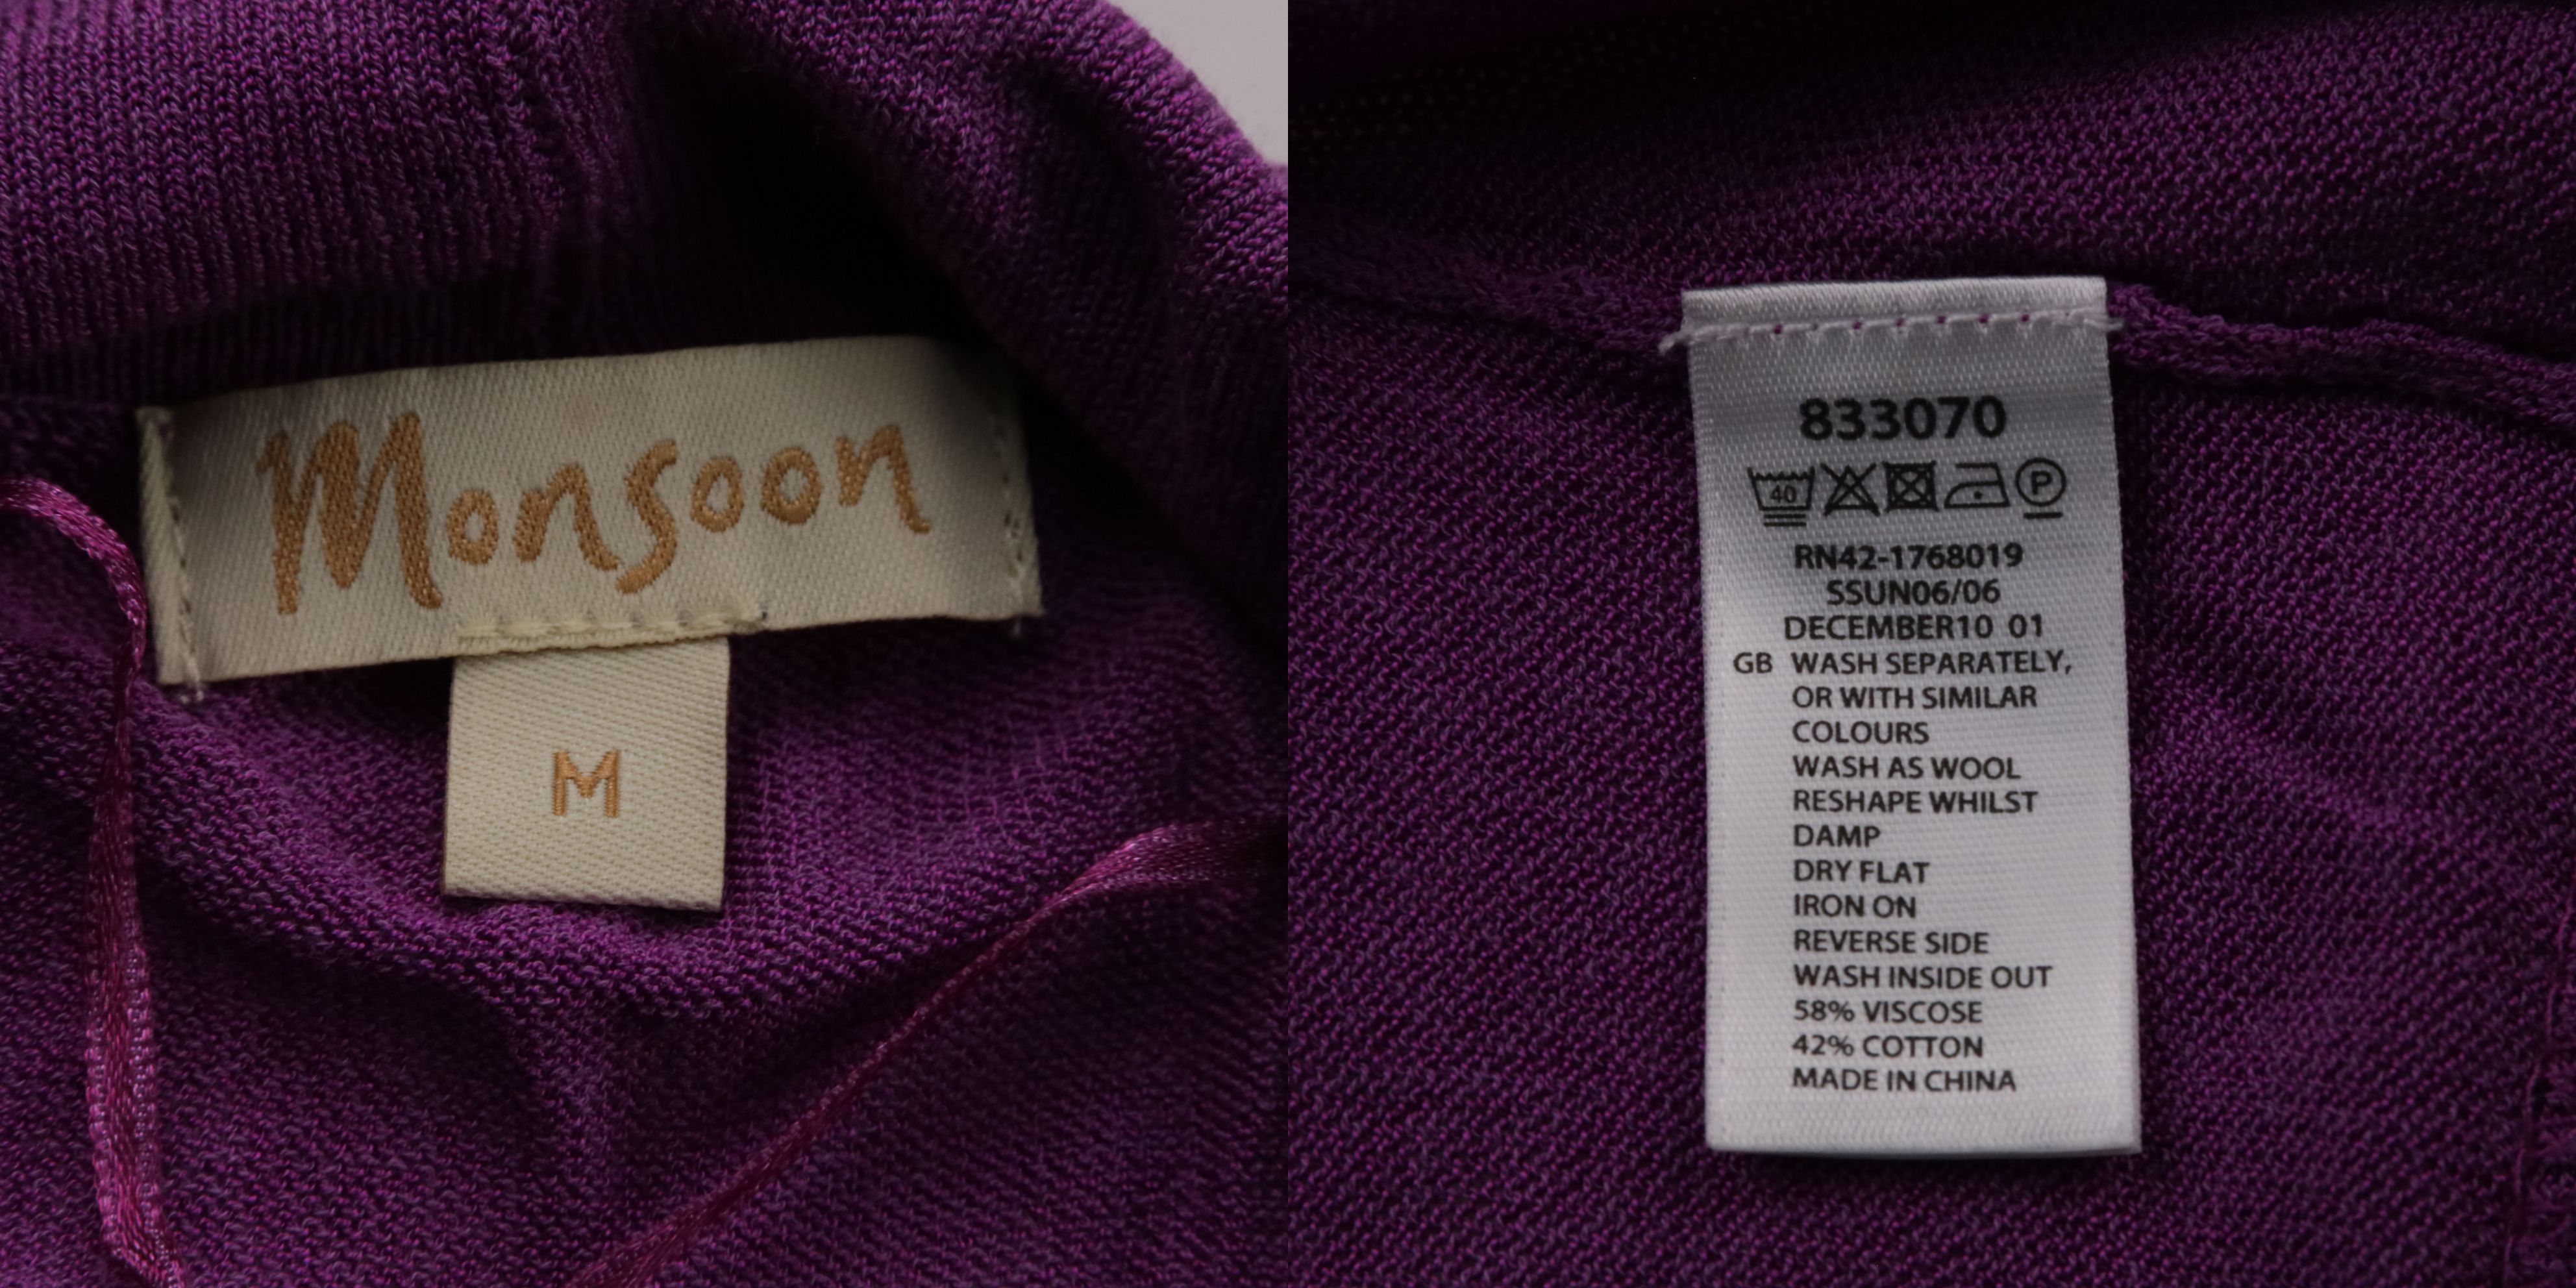 Monsoon
M
833070
40 P
RN42-1768019
SSUN06/06
DECEMBER10 01
GB WASH SEPARATELY,
OR WITH SIMILAR
COLOURS
WASH AS WOOL
RESHAPE WHILST
DAMP
DRY FLAT
IRON ON
REVERSE SIDE
WASH INSIDE OUT
58% VISCOSE
42% COTTON
MADE IN CHINA